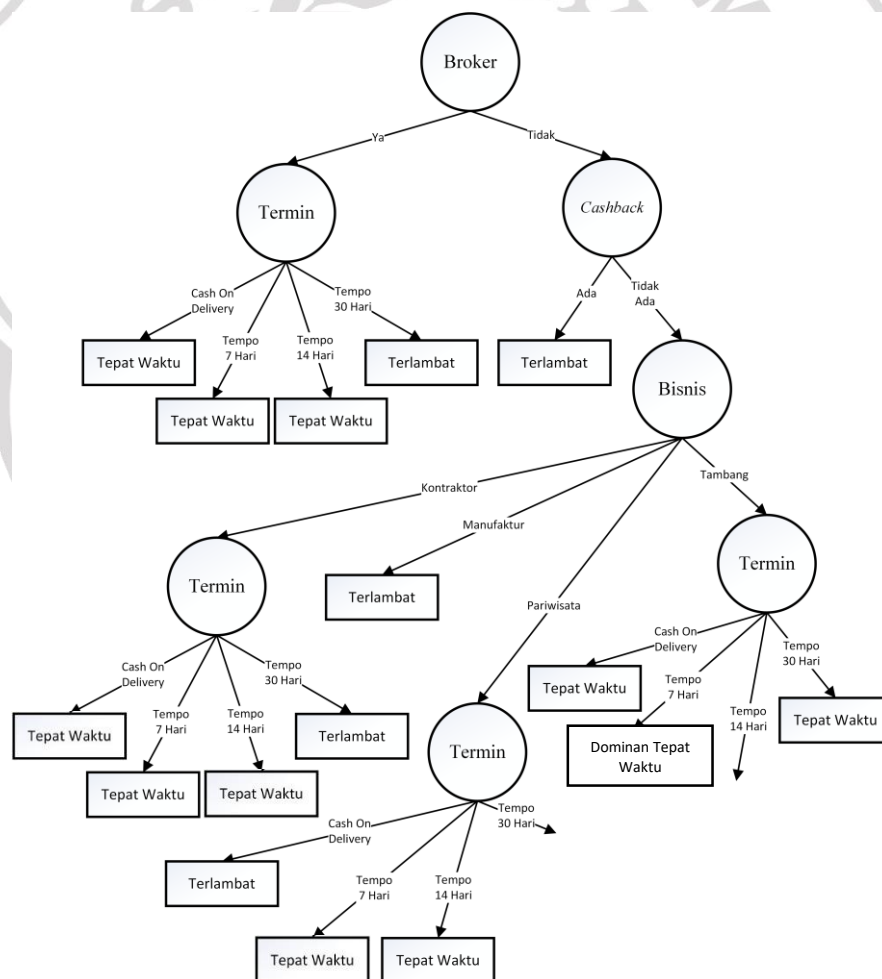 Broker
Ya
Tidak
Termin
Cashback
Cash On
Delivery
Tempo
7 Hari
Tempo
14 Hari
Tempo
30 Hari
Ada
Tidak
Ada
Tepat Waktu
Tepat Waktu
Tepat Waktu
Terlambat
Terlambat
Bisnis
Kontraktor
Manufaktur
Pariwisata
Tambang
Termin
Terlambat
Termin
Cash On
Delivery
Tempo
7 Hari
Tempo
14 Hari
Tempo
30 Hari
Tepat Waktu
Tepat Waktu
Tepat Waktu
Terlambat
Cash On
Delivery
Tempo
7 Hari
Tempo
14 Hari
Tempo
30 Hari
Tepat Waktu
Dominan Tepat
Waktu
Tepat Waktu
Termin
Cash On
Delivery
Tempo
7 Hari
Tempo
14 Hari
Tempo
30 Hari
Terlambat
Tepat Waktu
Tepat Waktu